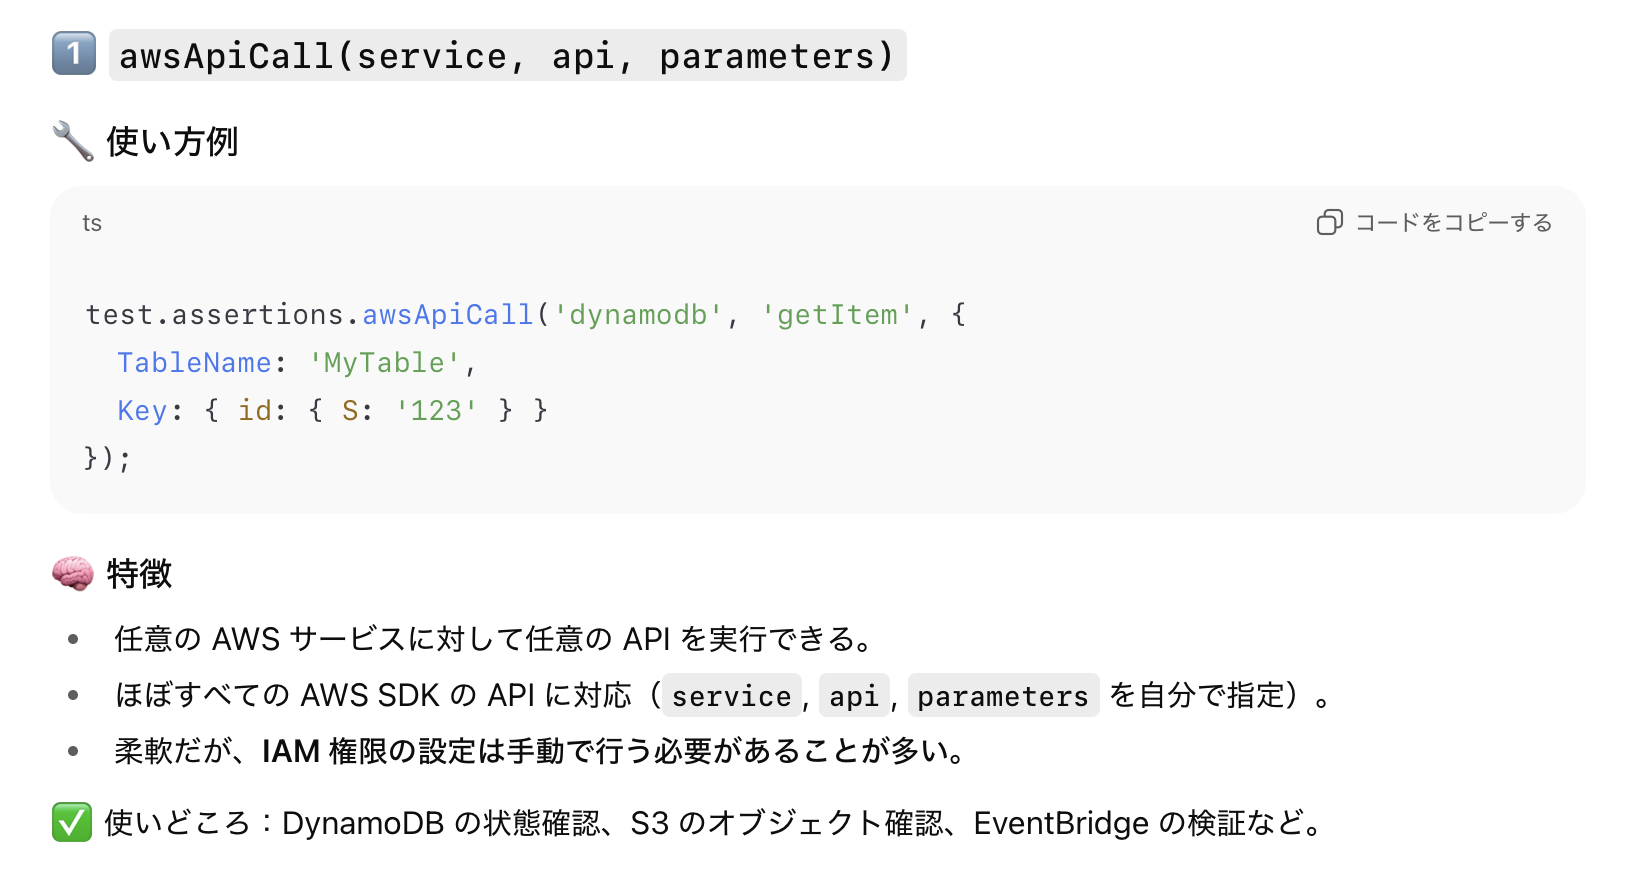 1 awsApiCall(service, api, parameters)
🔧 使い方例
ts
コードをコピーする
test.assertions.awsApiCall('dynamodb', 'getItem', {
  TableName: 'MyTable',
  Key: { id: { S: '123' } }
});
🧠 特徴
• 任意の AWS サービスに対して任意の API を実行できる。
• ほぼすべての AWS SDK の API に対応（service, api, parameters を自分で指定）。
• 柔軟だが、IAM 権限の設定は手動で行う必要があることが多い。
✅ 使いどころ：DynamoDB の状態確認、S3 のオブジェクト確認、EventBridge の検証など。